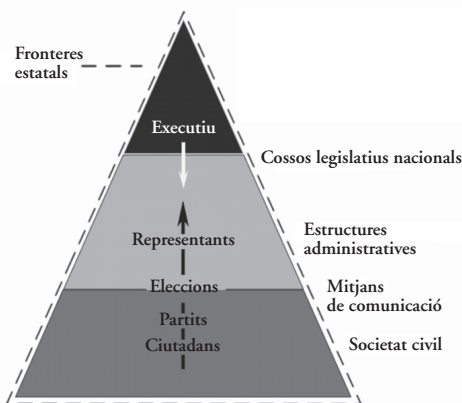 Fronteres
estatals
Executiu
Cossos legislatius nacionals
Representants
Estructures
administratives
Eleccions
Mitjans
de comunicació
Partits
Ciutadans
Societat civil